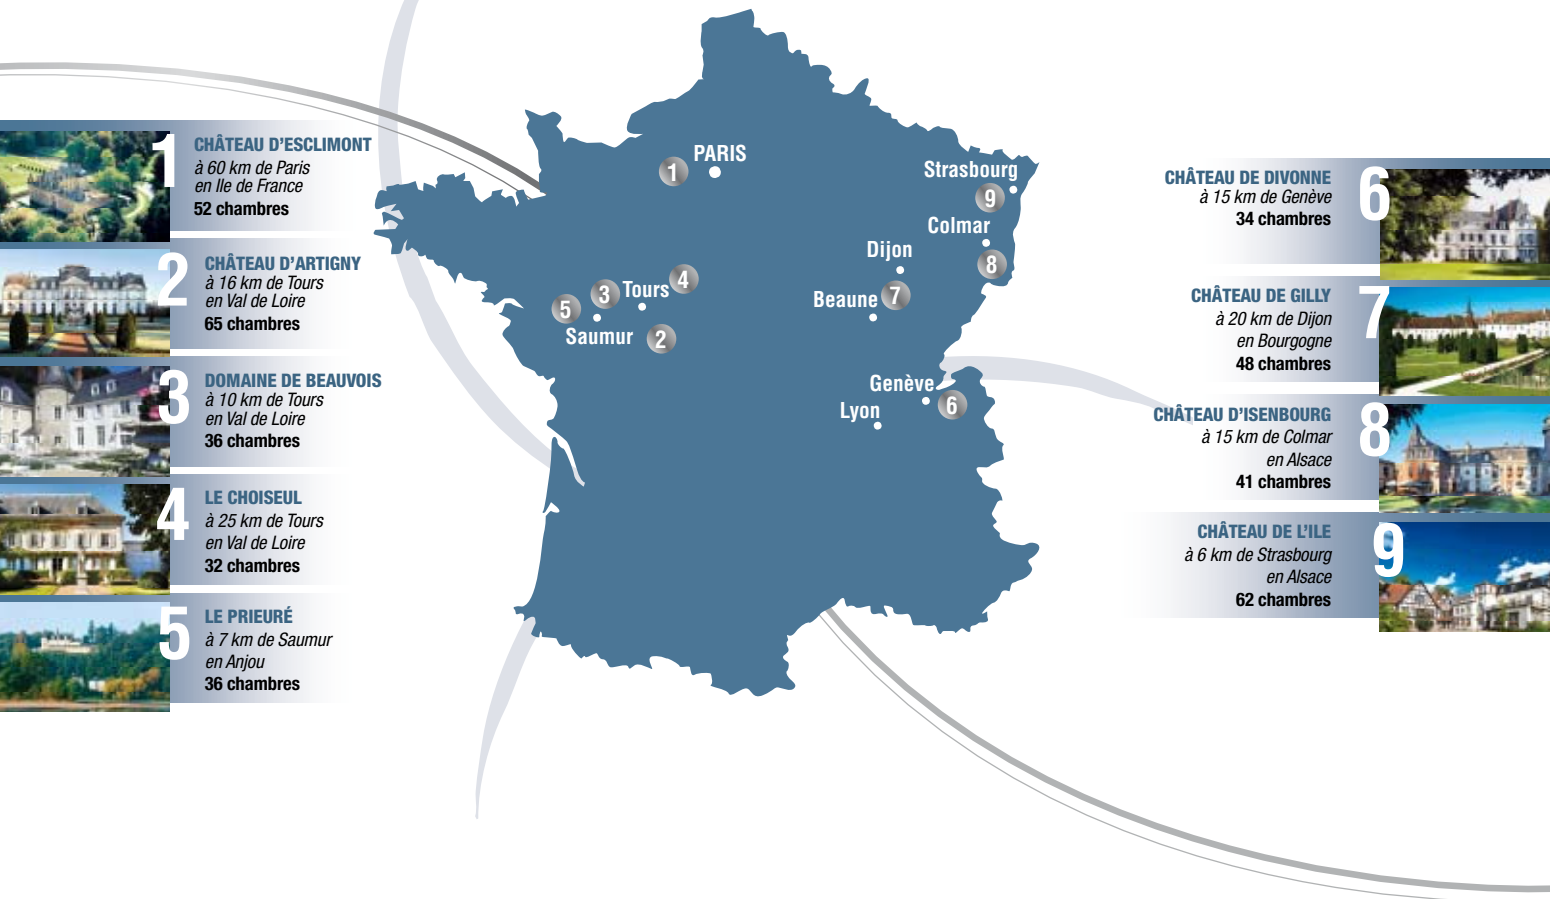 1
CHÂTEAU D'ESCLIMONT
à 60 km de Paris
en Ile de France
52 chambres
2
CHÂTEAU D'ARTIGNY
à 16 km de Tours
en Val de Loire
65 chambres
3
DOMAINE DE BEAUVOIS
à 10 km de Tours
en Val de Loire
36 chambres
4
LE CHOISEUL
à 25 km de Tours
en Val de Loire
32 chambres
5
LE PRIEURÉ
à 7 km de Saumur
en Anjou
36 chambres
PARIS
1
Strasbourg
9
Colmar
8
Dijon
Beaune 7
4
3 Tours
5
Saumur 2
Genève
6
Lyon
CHÂTEAU DE DIVONNE
à 15 km de Genève
34 chambres
6
CHÂTEAU DE GILLY
à 20 km de Dijon
en Bourgogne
48 chambres
7
CHÂTEAU D'ISENBOURG
à 15 km de Colmar
en Alsace
41 chambres
8
CHÂTEAU DE L'ILE
à 6 km de Strasbourg
en Alsace
62 chambres
9